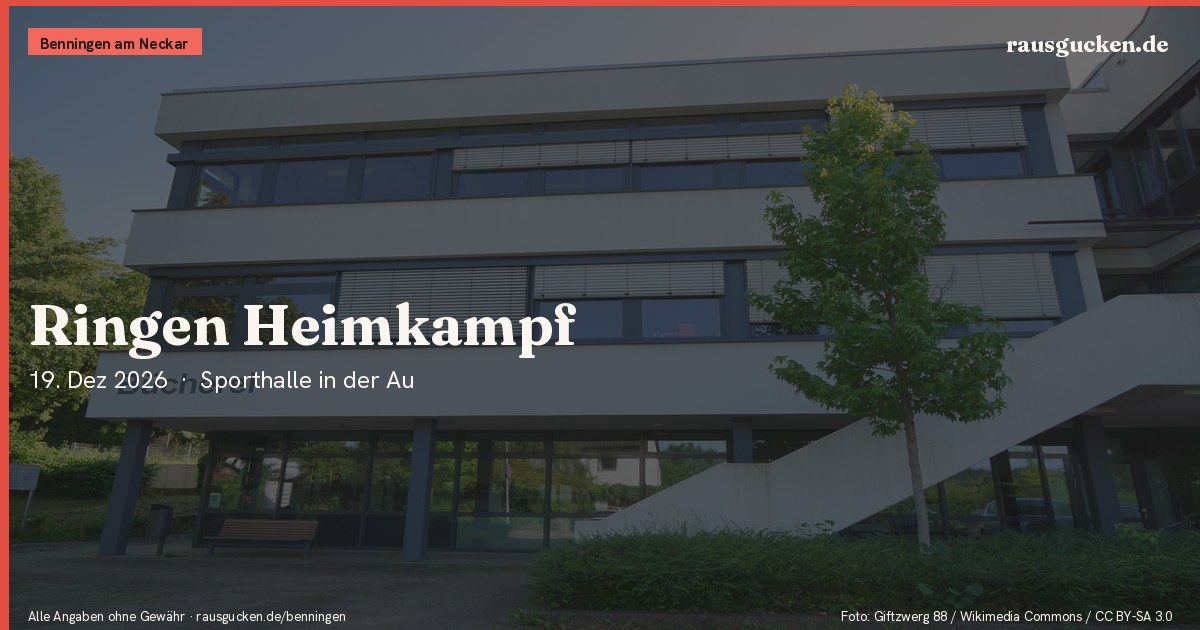 Benningen am Neckar
rausgucken.de
Ringen Heimkampf
19. Dez 2026 · Sporthalle in der Au
Bücherei
Alle Angaben ohne Gewähr · rausgucken.de/benningen
Foto: Giftzwerg 88 / Wikimedia Commons / CC BY-SA 3.0